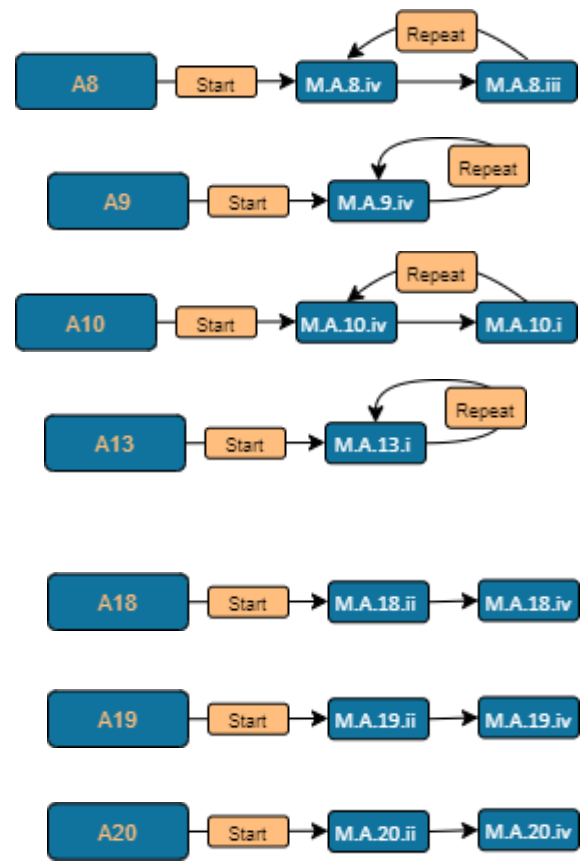 Repeat
A8 Start M.A.8.iv M.A.8.iii
Repeat
A9 Start M.A.9.iv
Repeat
A10 Start M.A.10.iv M.A.10.i
Repeat
A13 Start M.A.13.i
A18 Start M.A.18.ii M.A.18.iv
A19 Start M.A.19.ii M.A.19.iv
A20 Start M.A.20.ii M.A.20.iv